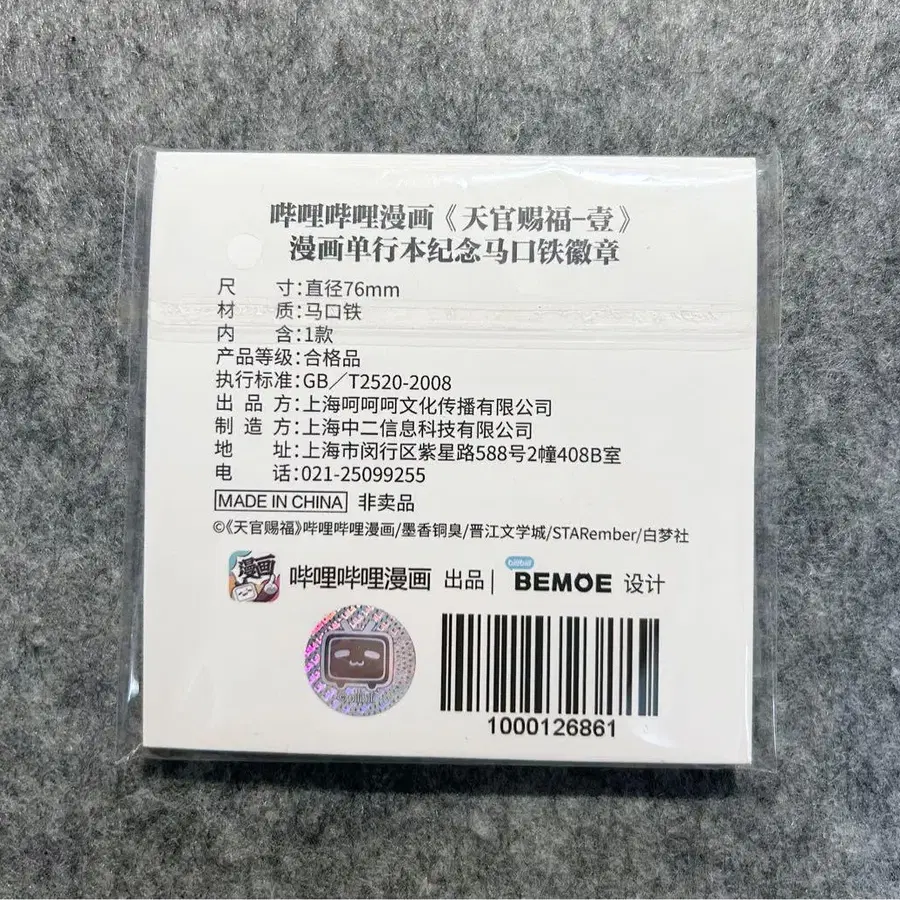 哔哩哔哩漫画《天官赐福-壹》
漫画单行本纪念马口铁徽章
尺 寸:直径76mm
材 质:马口铁
内 含:1款
产品等级:合格品
执行标准:GB/T2520-2008
出 品 方:上海呵呵呵文化传播有限公司
制 造 方:上海中二信息科技有限公司
地 址:上海市闵行区紫星路588号2幢408B室
电 话:021-25099255
MADE IN CHINA 非卖品
©《天官赐福》哔哩哔哩漫画/墨香铜臭/晋江文学城/STARember/白梦社
漫画 哔哩哔哩漫画 出品 | bilibili BEMOE 设计
1000126861